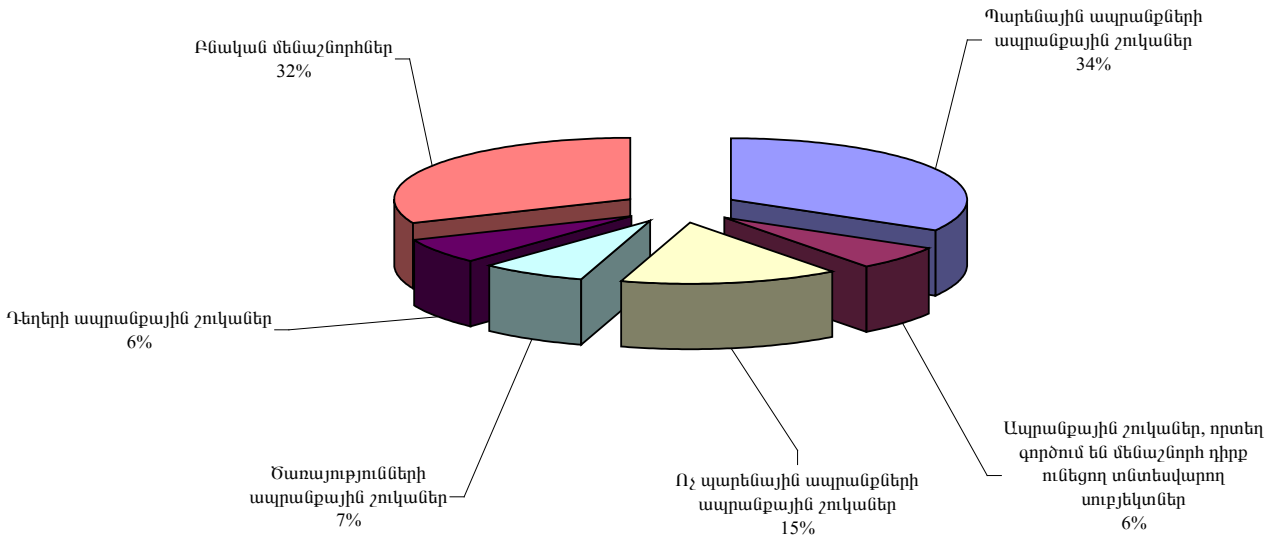 Բնական մենաշնորհներ
32%
Պարենային ապրանքների
ապրանքային շուկաներ
34%
Դեղերի ապրանքային շուկաներ
6%
Ծառայությունների
ապրանքային շուկաներ
7%
Ոչ պարենային ապրանքների
ապրանքային շուկաներ
15%
Ապրանքային շուկաներ, որտեղ
գործում են մենաշնորհ դիրք
ունեցող տնտեսվարող
սուբյեկտներ
6%